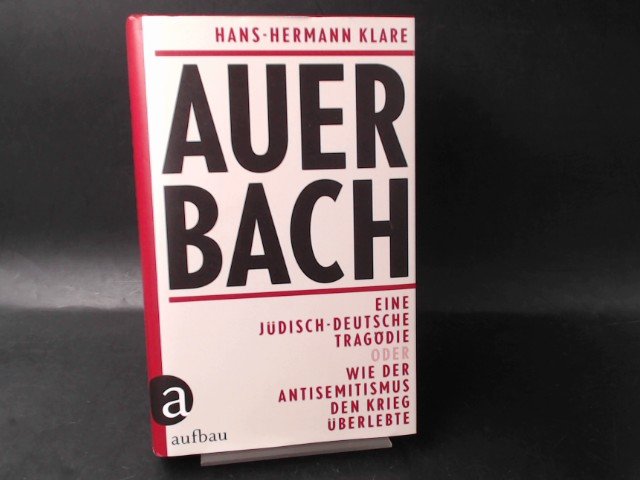 HANS-HERMANN KLARE
AUER
BACH
EINE
JÜDISCH-DEUTSCHE
TRAGÖDIE
ODER
WIE DER
ANTISEMITISMUS
DEN KRIEG
ÜBERLEBTE
a
aufbau